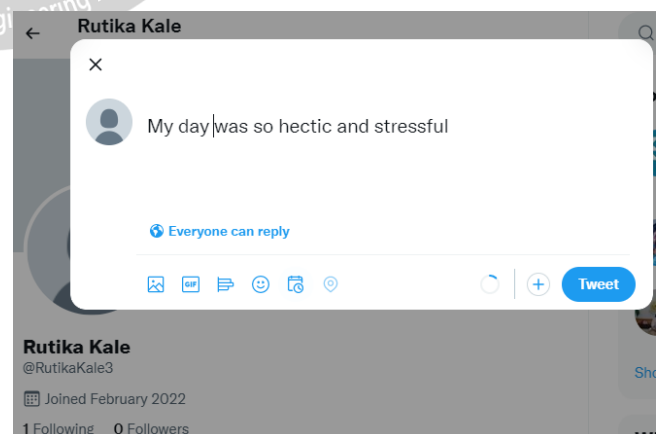 Rutika Kale
My day was so hectic and stressful
Everyone can reply
GIF
Tweet
Rutika Kale
@RutikaKale3
Joined February 2022
1 Following 0 Followers